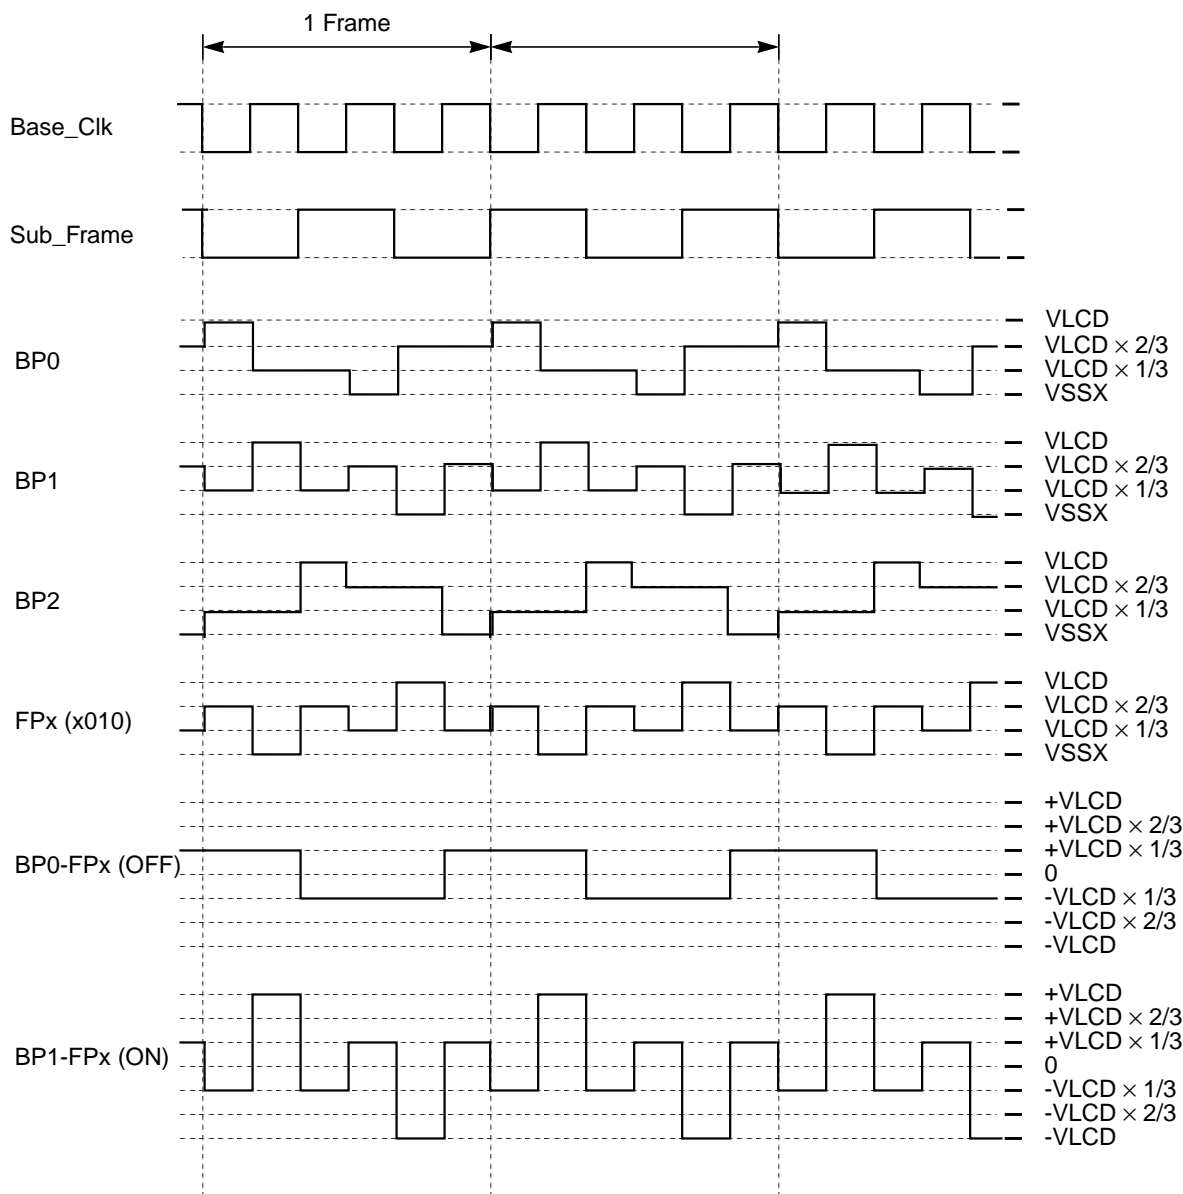 1 Frame
Base_Clk
Sub_Frame
BP0
VLCD
VLCD × 2/3
VLCD × 1/3
VSSX
BP1
VLCD
VLCD × 2/3
VLCD × 1/3
VSSX
BP2
VLCD
VLCD × 2/3
VLCD × 1/3
VSSX
FPx (x010)
VLCD
VLCD × 2/3
VLCD × 1/3
VSSX
BP0-FPx (OFF)
+VLCD
+VLCD × 2/3
+VLCD × 1/3
0
-VLCD × 1/3
-VLCD × 2/3
-VLCD
BP1-FPx (ON)
+VLCD
+VLCD × 2/3
+VLCD × 1/3
0
-VLCD × 1/3
-VLCD × 2/3
-VLCD